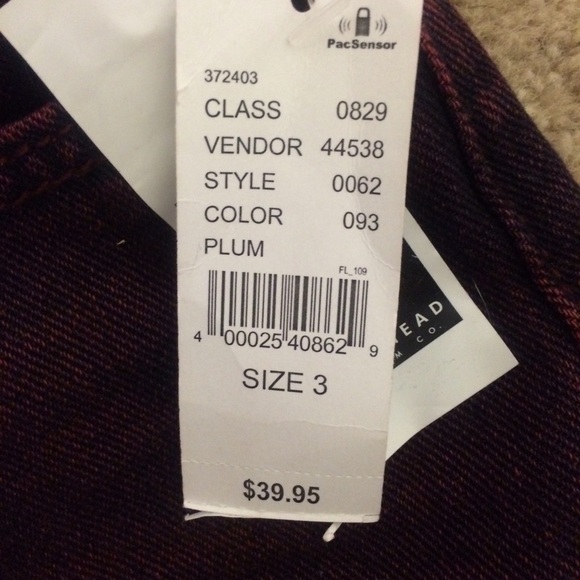 PacSensor
372403
CLASS 0829
VENDOR 44538
STYLE 0062
COLOR 093
PLUM
FL_109
4 00025 40862 9
SIZE 3
$39.95
CO.